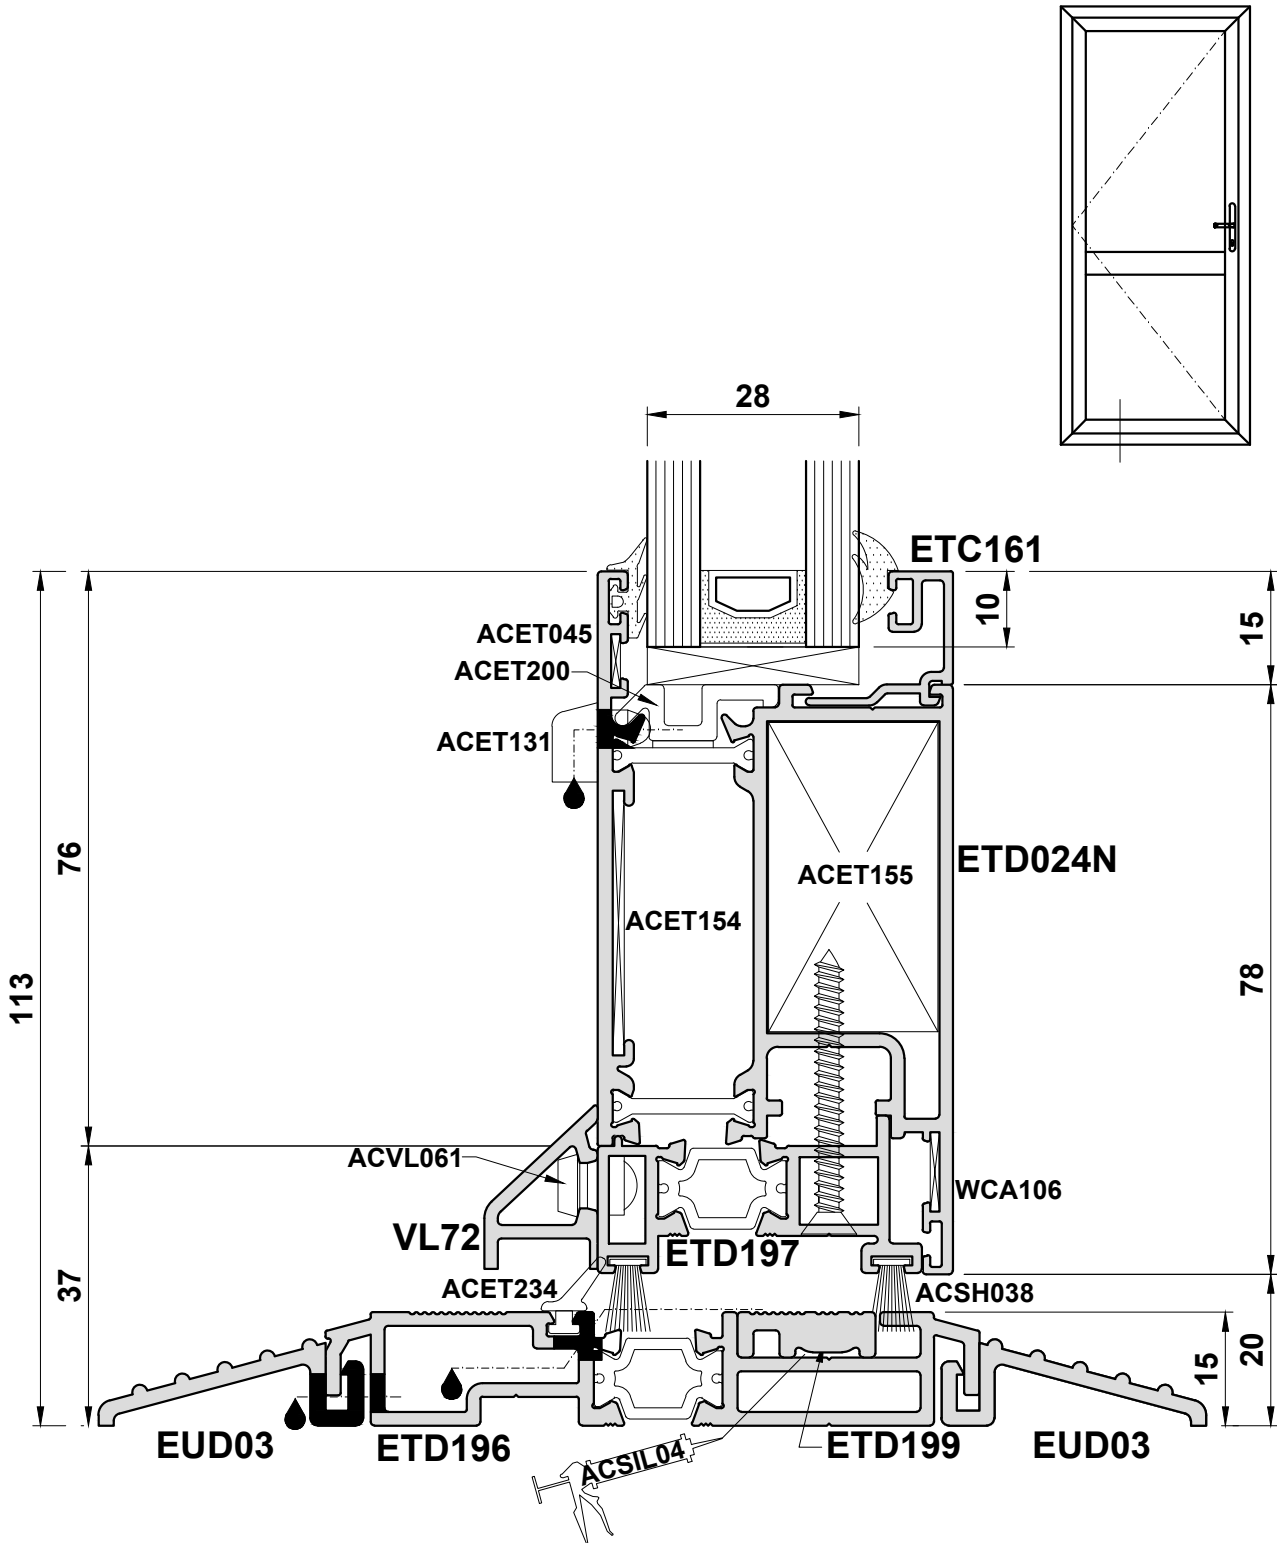 28
ETC161
10
15
ACET045
ACET200
ACET131
76
ACET155
ETD024N
ACET154
113
78
ACVL061
WCA106
VL72
ETD197
37
ACET234
ACSH038
15
20
EUD03
ETD196
ACSIL04
ETD199
EUD03